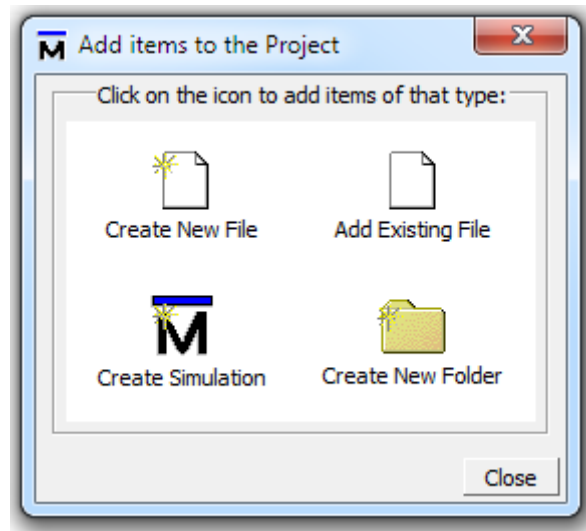 Add items to the Project
Click on the icon to add items of that type:
Create New File
Add Existing File
Create Simulation
Create New Folder
Close